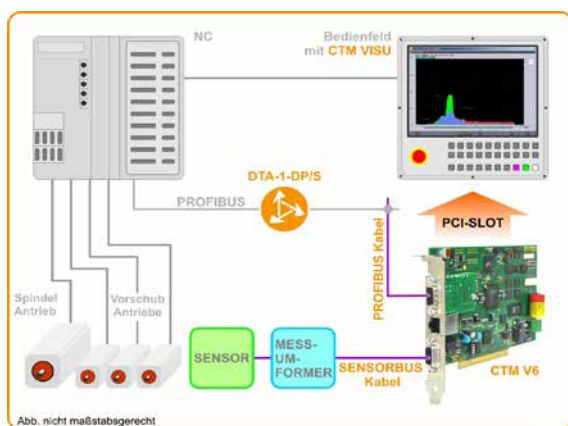 NC
Bedienfeld
mit CTM VISU
DTA-1-DP/S
PROFIBUS
PCI-SLOT
PROFIBUS Kabel
Spindel
Antrieb
Vorschub
Antriebe
SENSOR
MESS-
UM-
FORMER
SENSORBUS
Kabel
CTM V6
Abb. nicht maßstabsgerecht